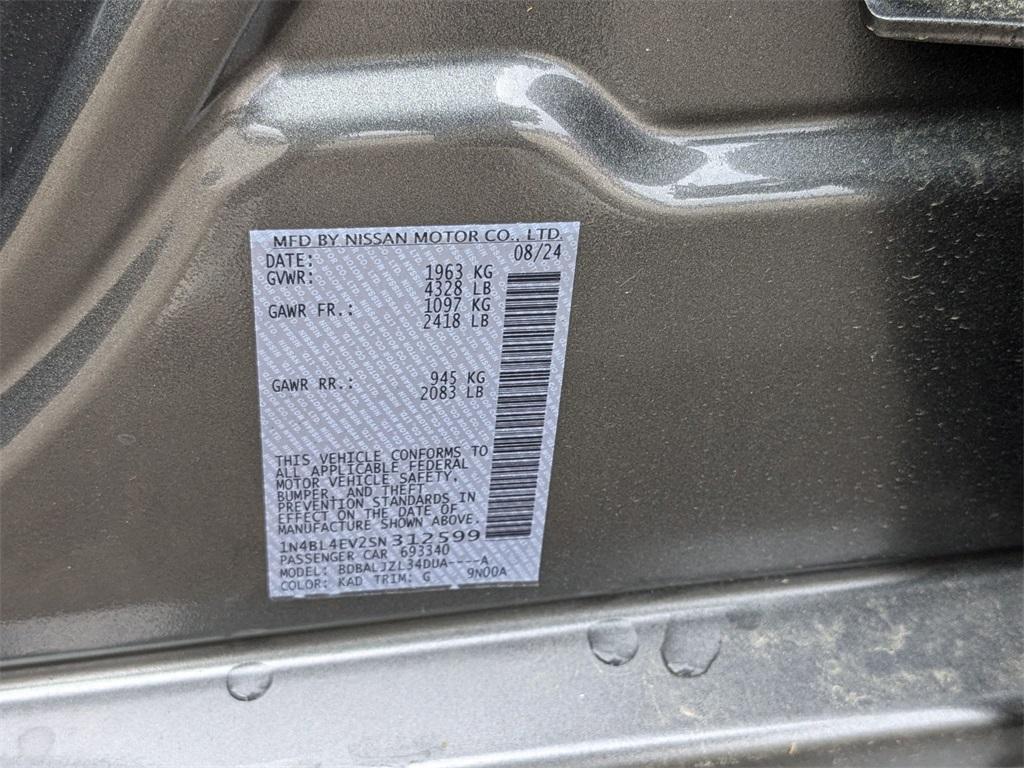 MFD BY NISSAN MOTOR CO., LTD.
DATE: 08/24
GVWR: 1963 KG
4328 LB
GAWR FR.: 1097 KG
2418 LB
GAWR RR.: 945 KG
2083 LB
THIS VEHICLE CONFORMS TO
ALL APPLICABLE FEDERAL
MOTOR VEHICLE SAFETY,
BUMPER, AND THEFT
PREVENTION STANDARDS IN
EFFECT ON THE DATE OF
MANUFACTURE SHOWN ABOVE.
1N4BL4EV2SN312599
PASSENGER CAR 693340
MODEL: BDBALJZL34DUA----A
COLOR: KAD TRIM: G 9N00A